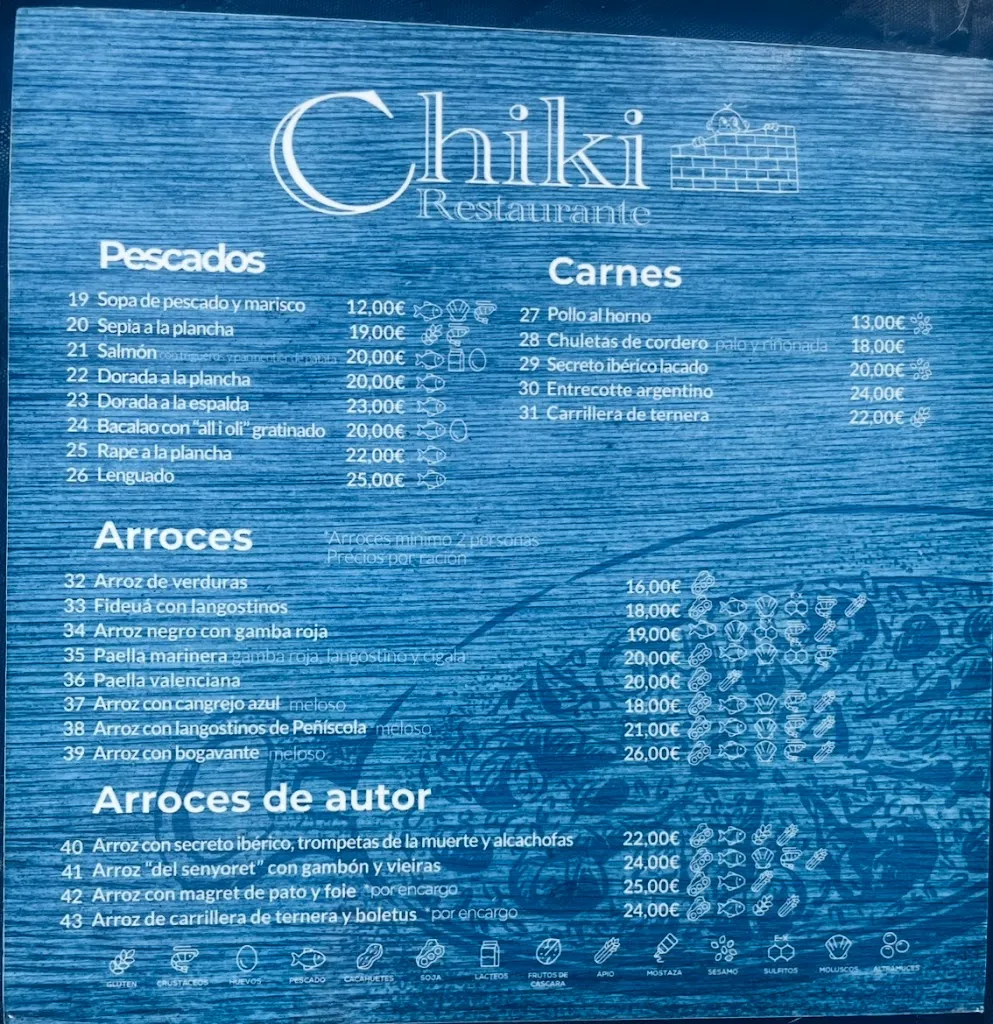 Chiki
Restaurante
Pescados
19 Sopa de pescado y marisco 12,00€
20 Sepia a la plancha 19,00€
21 Salmón 20,00€
22 Dorada a la plancha 20,00€
23 Dorada a la espalda 23,00€
24 Bacalao con "all i oli" gratinado 20,00€
25 Rape a la plancha 22,00€
26 Lenguado 25,00€
Carnes
27 Pollo al horno 13,00€
28 Chuletas de cordero palo y riñonada 18,00€
29 Secreto ibérico lacado 20,00€
30 Entrecotte argentino 24,00€
31 Carrillera de ternera 22,00€
Arroces
*Arroces mínimo 2 personas
Precios por ración
32 Arroz de verduras 16,00€
33 Fideuá con langostinos 18,00€
34 Arroz negro con gamba roja 19,00€
35 Paella marinera gamba roja, langostino y cigala 20,00€
36 Paella valenciana 20,00€
37 Arroz con cangrejo azul meloso 18,00€
38 Arroz con langostinos de Peñíscola meloso 21,00€
39 Arroz con bogavante meloso 26,00€
Arroces de autor
40 Arroz con secreto ibérico, trompetas de la muerte y alcachofas 22,00€
41 Arroz "del senyoret" con gambón y vieiras 24,00€
42 Arroz con magret de pato y foie *por encargo 25,00€
43 Arroz de carrillera de ternera y boletus *por encargo 24,00€
GLUTEN CRUSTÁCEOS HUEVOS PESCADO CACAHUETES SOJA LÁCTEOS FRUTOS DE CÁSCARA APIO MOSTAZA SÉSAMO SULFITOS MOLUSCOS ALTRAMUCES